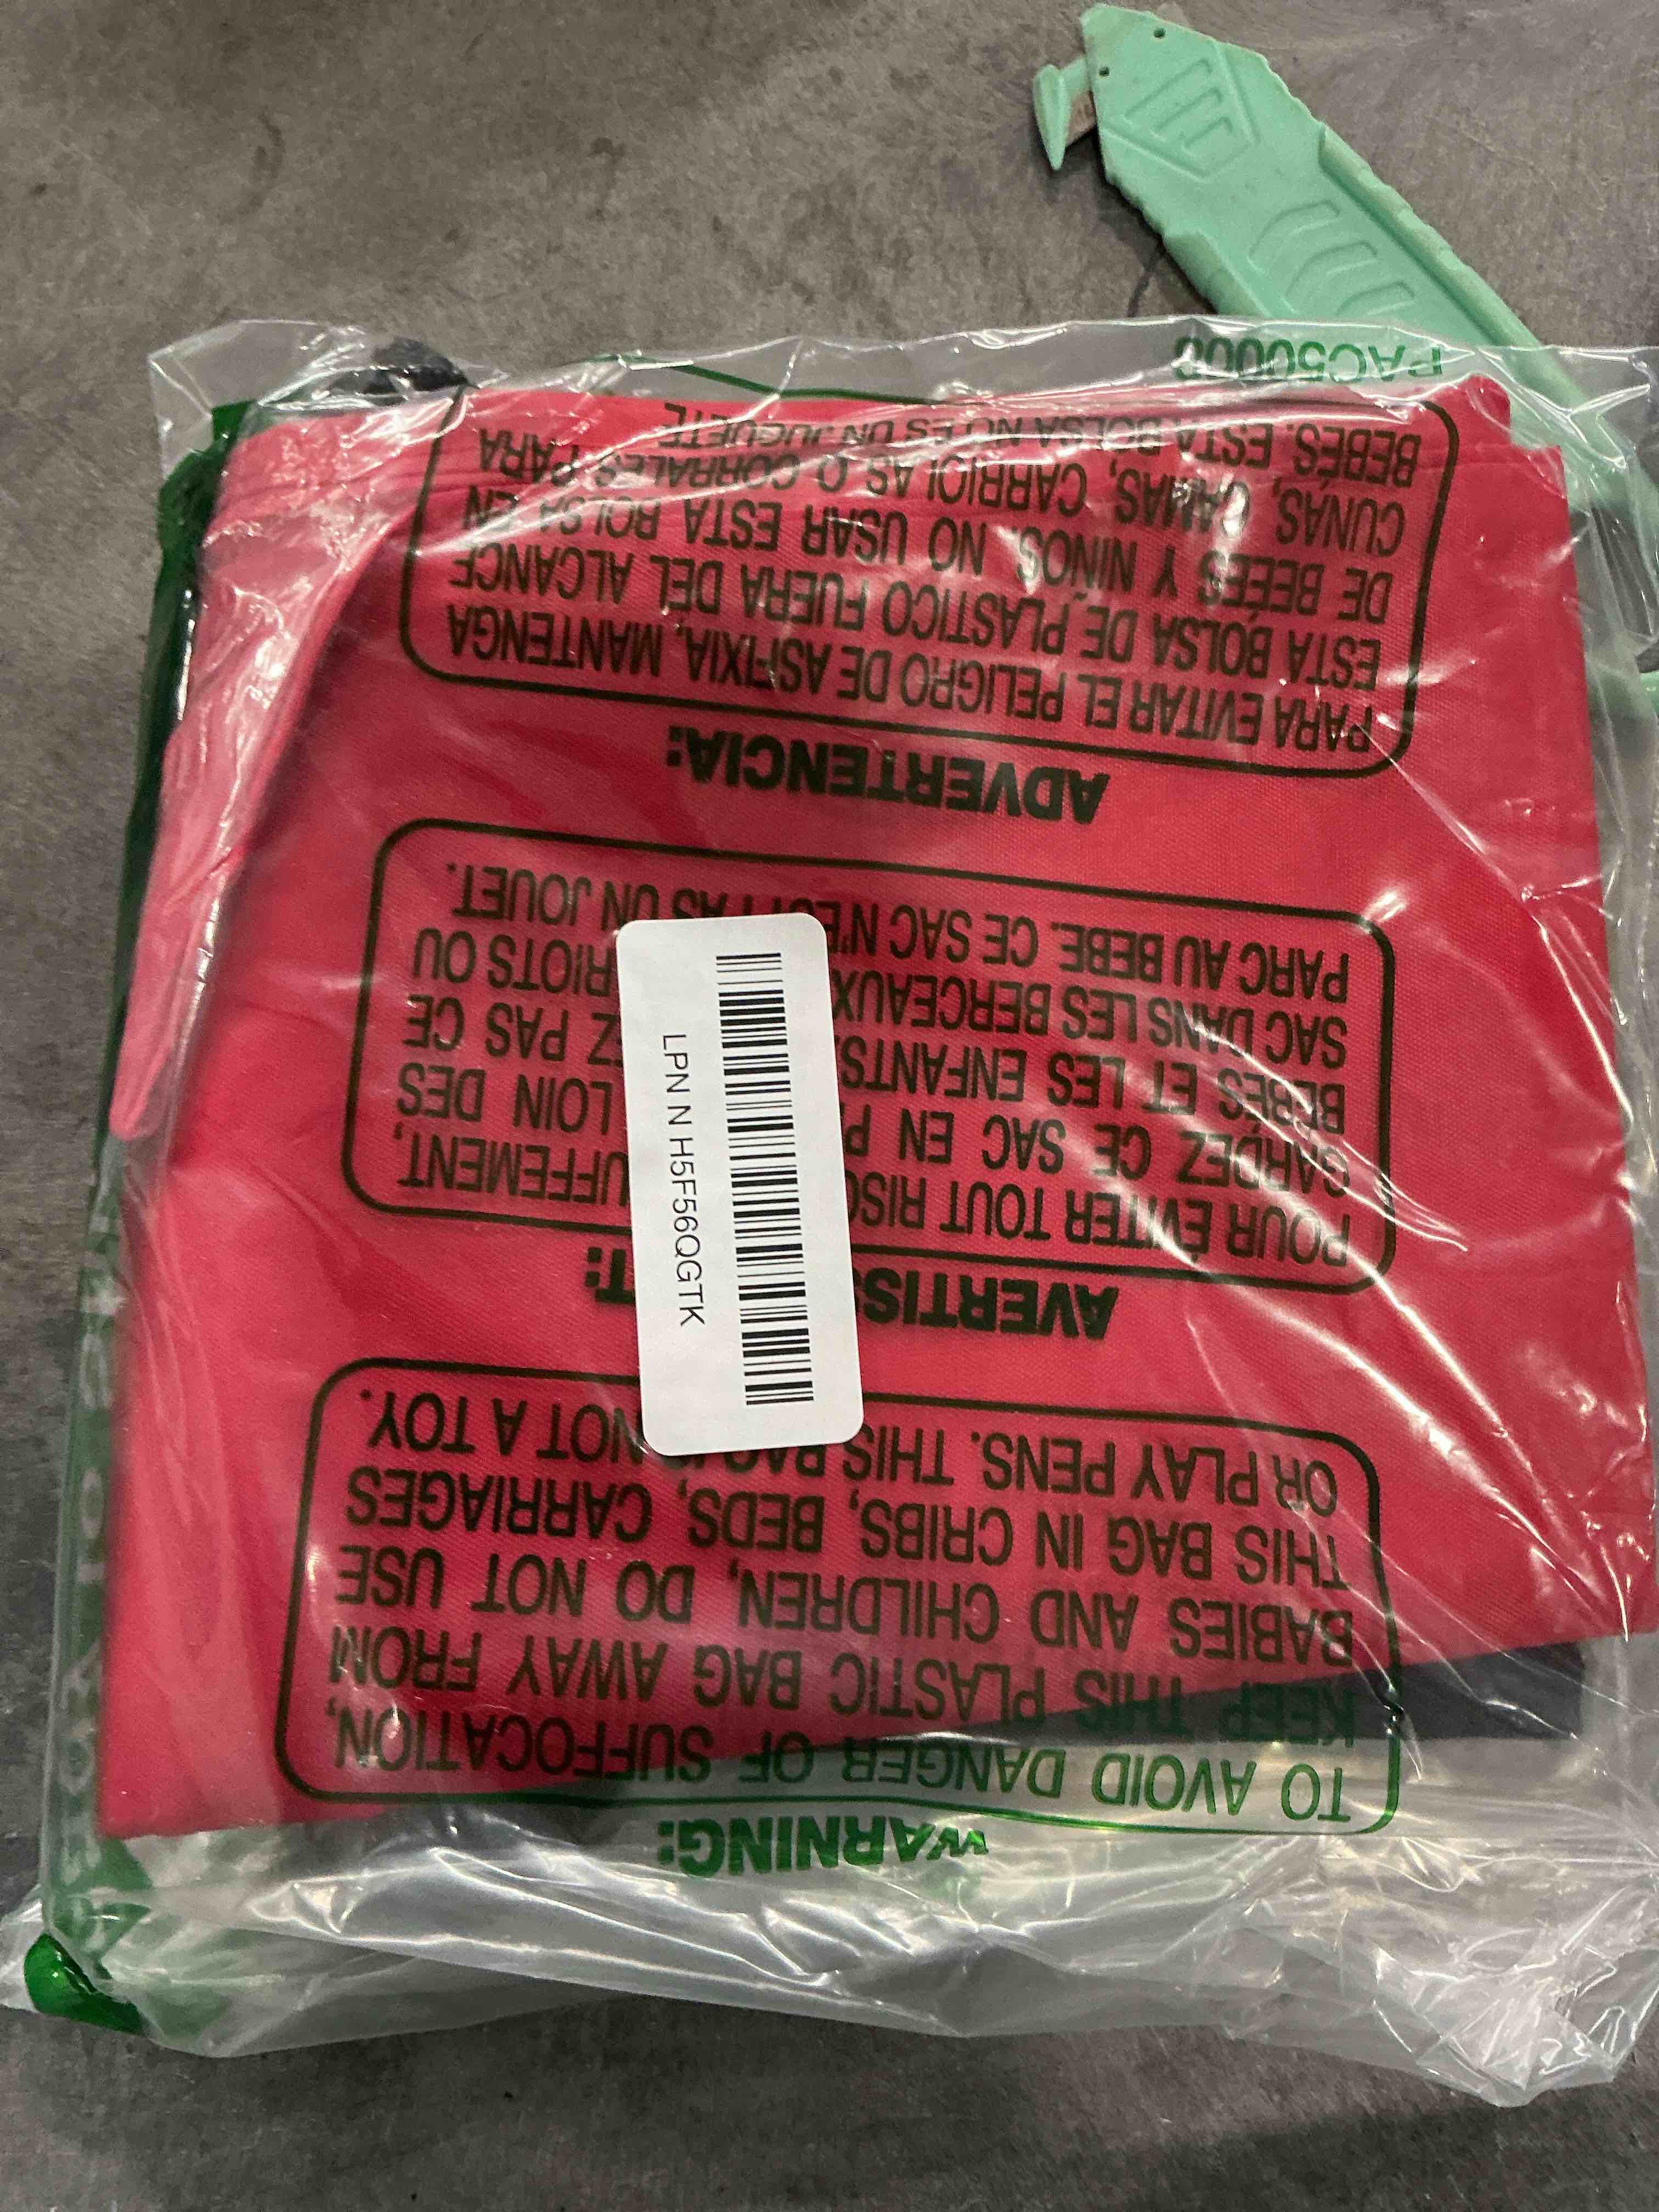 WARNING:
TO AVOID DANGER OF SUFFOCATION,
KEEP THIS PLASTIC BAG AWAY FROM
BABIES AND CHILDREN, DO NOT USE
THIS BAG IN CRIBS, BEDS, CARRIAGES
OR PLAY PENS. THIS BAG NOT A TOY.
AVERTIS T:
POUR ÉVITER TOUT RISQ UFFEMENT,
GARDEZ CE SAC EN P LOIN DES
BÉBÉS ET LES ENFANTS. EZ PAS CE
SAC DANS LES BERCEAUX RIOTS OU
PARC AU BEBE. CE SAC N'EST PAS UN JOUET.
ADVERTENCIA:
PARA EVITAR EL PELIGRO DE ASFIXIA, MANTENGA
ESTA BOLSA DE PLASTICO FUERA DEL ALCANCE
DE BEBÉS Y NIÑOS. NO USAR ESTA BOLSA EN
CUNAS, CAMAS, CARRIOLAS O CORRALES PARA
BEBÉS. ESTA BOLSA NO ES UN JUGUETE
LPN N H5F56QGTK